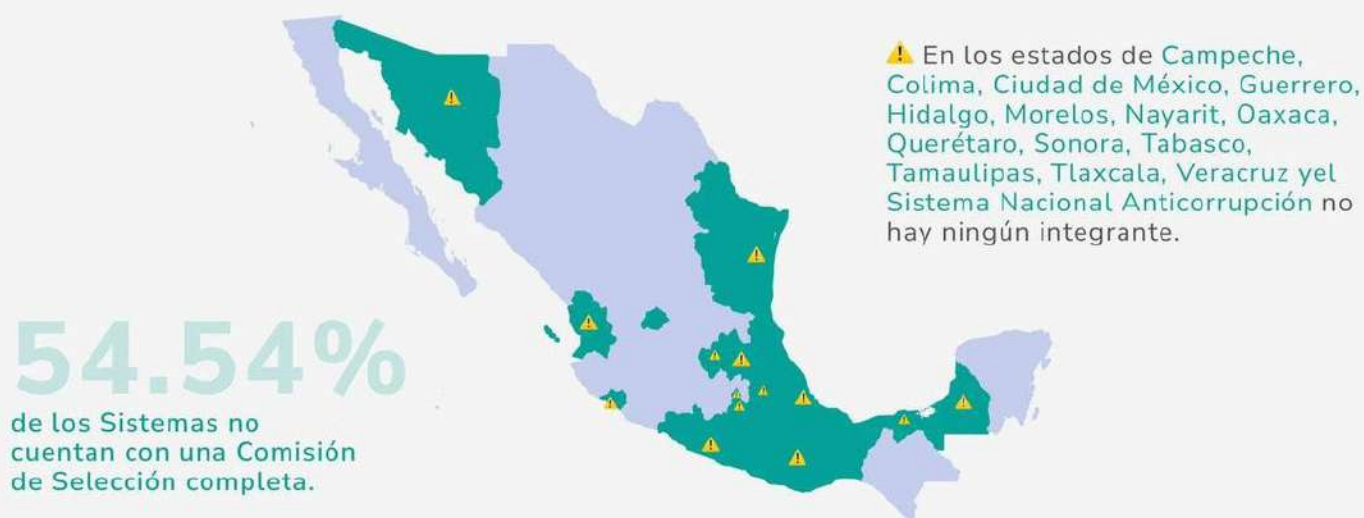 En los estados de Campeche,
Colima, Ciudad de México, Guerrero,
Hidalgo, Morelos, Nayarit, Oaxaca,
Querétaro, Sonora, Tabasco,
Tamaulipas, Tlaxcala, Veracruz yel
Sistema Nacional Anticorrupción no
hay ningún integrante.
54.54%
de los Sistemas no
cuentan con una Comisión
de Selección completa.